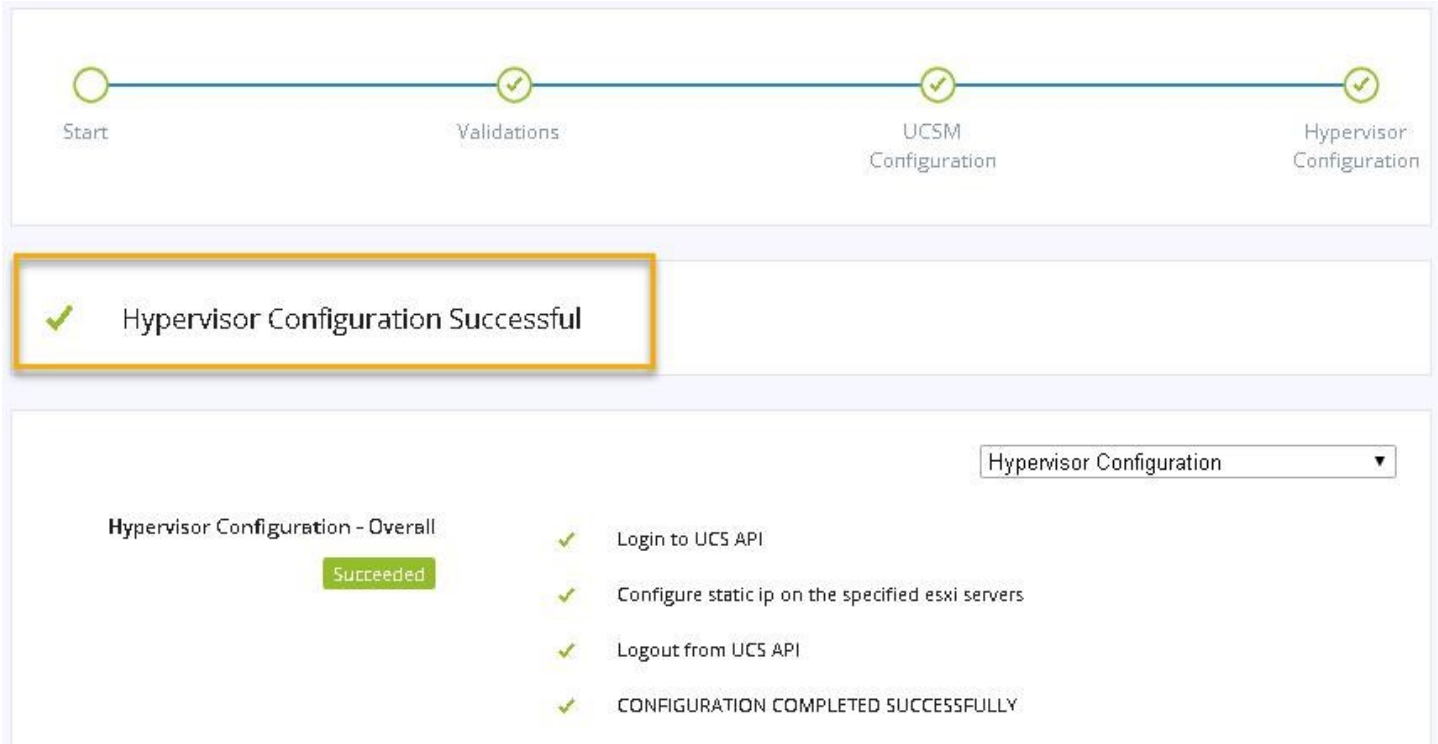 Start
Validations
UCSM
Configuration
Hypervisor
Configuration
Hypervisor Configuration Successful
Hypervisor Configuration
Hypervisor Configuration - Overall
Succeeded
Login to UCS API
Configure static ip on the specified esxi servers
Logout from UCS API
CONFIGURATION COMPLETED SUCCESSFULLY